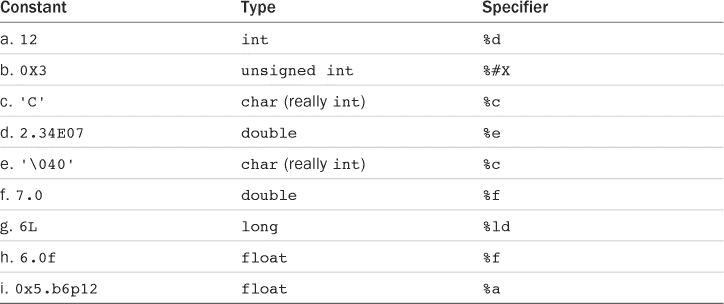 Constant Type Specifier
a. 12 int %d
b. 0X3 unsigned int %#X
c. 'C' char (really int) %c
d. 2.34E07 double %e
e. '\040' char (really int) %c
f. 7.0 double %f
g. 6L long %ld
h. 6.0f float %f
i. 0x5.b6p12 float %a